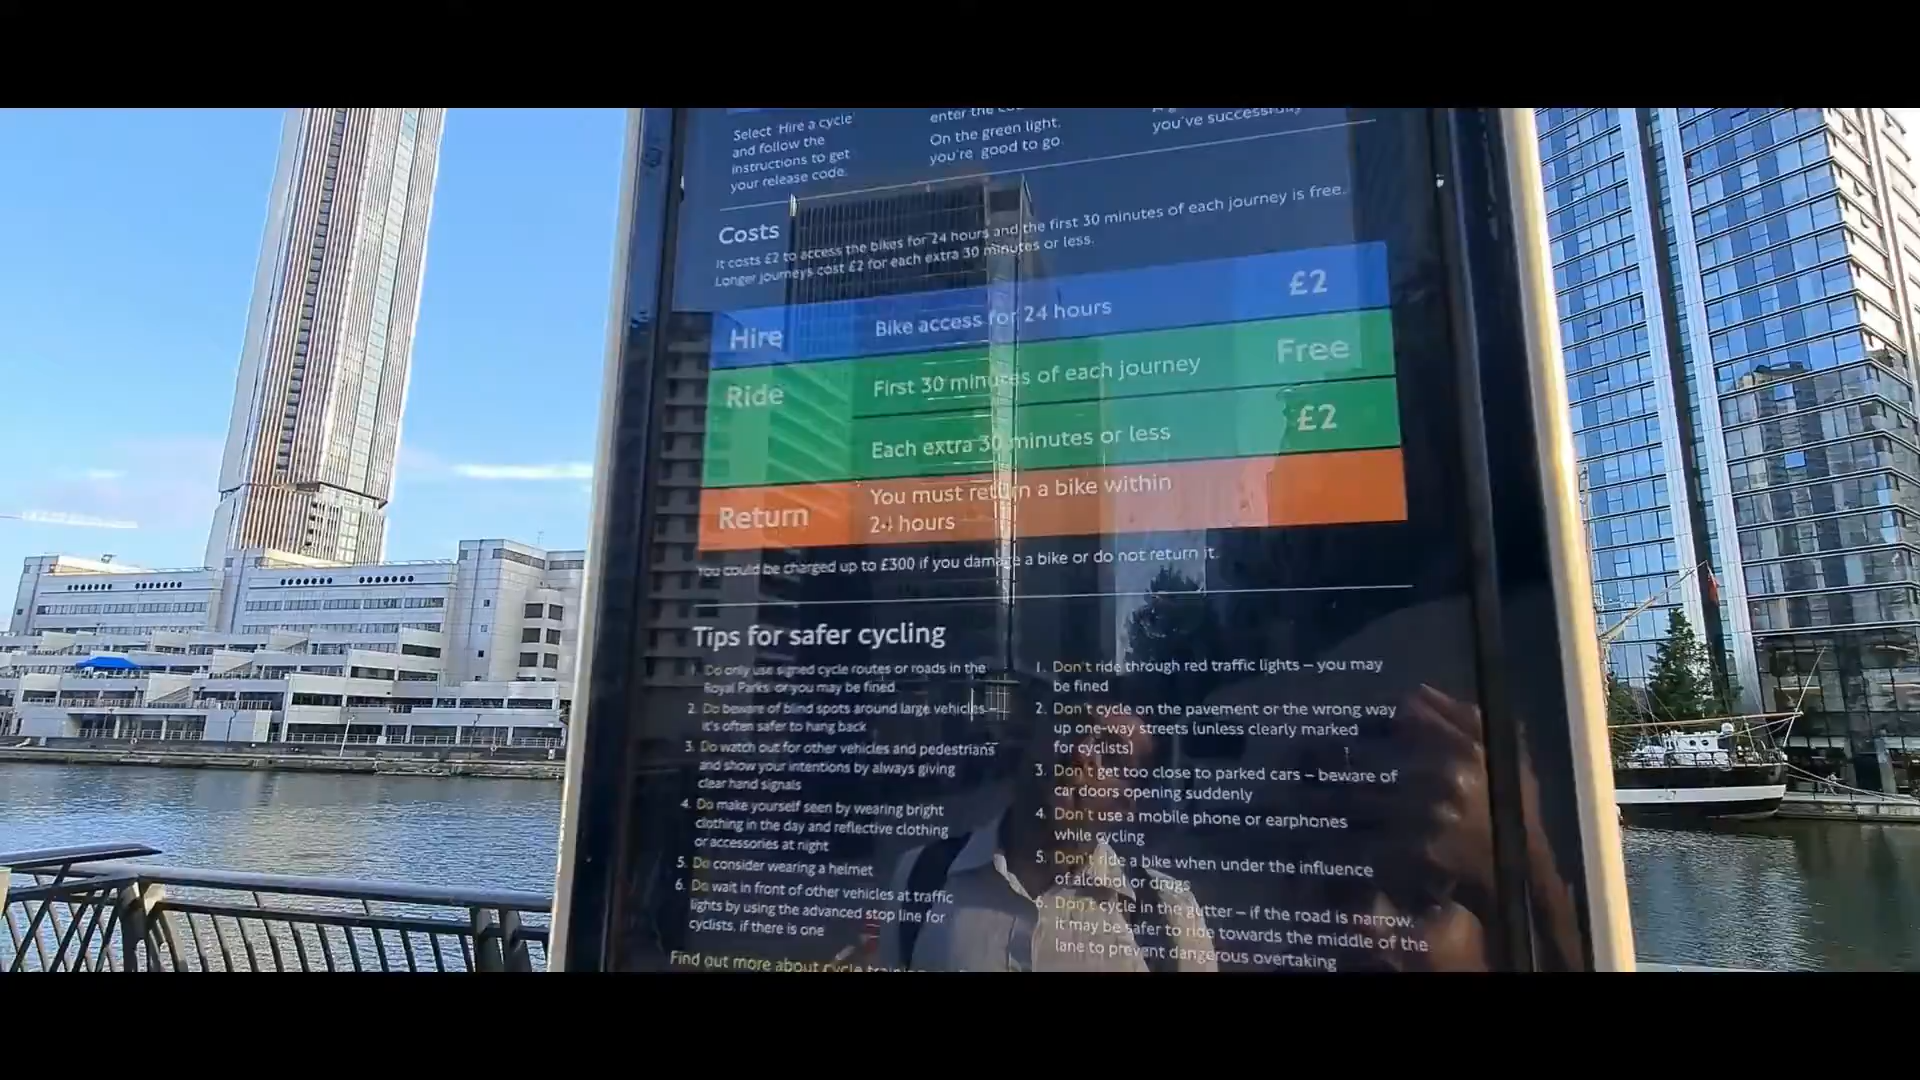 Select 'Hire a cycle'
and follow the
instructions to get
your release code.
enter the
On the green light,
you're good to go.
you've successfully
Costs
It costs £2 to access the bikes for 24 hours and the first 30 minutes of each journey is free.
Longer journeys cost £2 for each extra 30 minutes or less.
Hire
Bike access for 24 hours
£2
Ride
First 30 minutes of each journey
Free
Each extra 30 minutes or less
£2
Return
You must return a bike within
24 hours
You could be charged up to £300 if you damage a bike or do not return it.
Tips for safer cycling
1. Do only use signed cycle routes or roads in the
Royal Parks or you may be fined
2. Do beware of blind spots around large vehicles –
it's often safer to hang back
3. Do watch out for other vehicles and pedestrians
and show your intentions by always giving
clear hand signals
4. Do make yourself seen by wearing bright
clothing in the day and reflective clothing
or accessories at night
5. Do consider wearing a helmet
6. Do wait in front of other vehicles at traffic
lights by using the advanced stop line for
cyclists, if there is one
1. Don't ride through red traffic lights – you may
be fined
2. Don't cycle on the pavement or the wrong way
up one-way streets (unless clearly marked
for cyclists)
3. Don't get too close to parked cars – beware of
car doors opening suddenly
4. Don't use a mobile phone or earphones
while cycling
5. Don't ride a bike when under the influence
of alcohol or drugs
6. Don't cycle in the gutter – if the road is narrow,
it may be safer to ride towards the middle of the
lane to prevent dangerous overtaking
Find out more about cycle